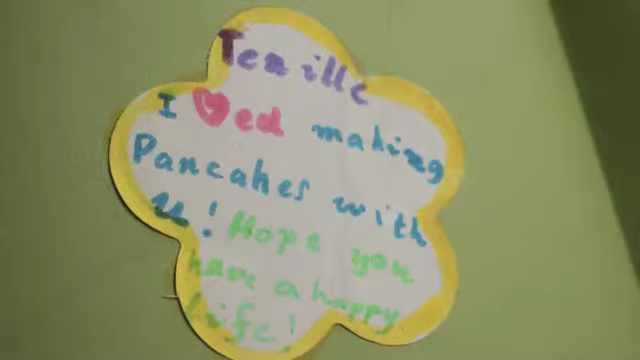 Tenille
I ❤ed making
Pancakes with
u! Hope you
have a happy
life!